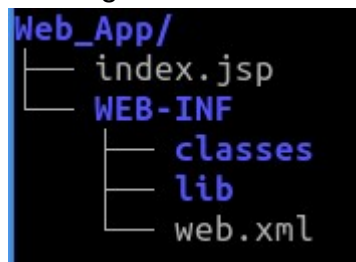 Web_App/
index.jsp
WEB-INF
classes
lib
web.xml